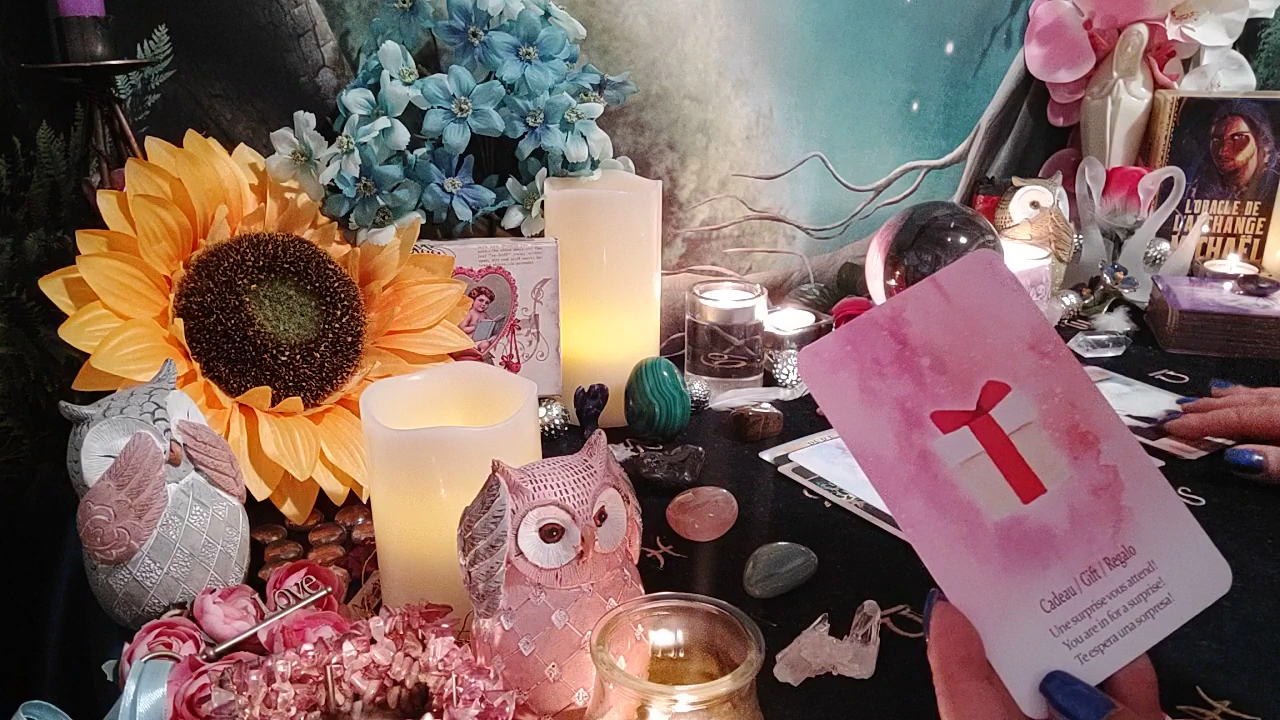 L'ORACLE DE
L'ARCHANGE
MICHAËL
LOVE
Cadeau / Gift / Regalo
Une surprise vous attend!
You are in for a surprise!
Te espera una sorpresa!